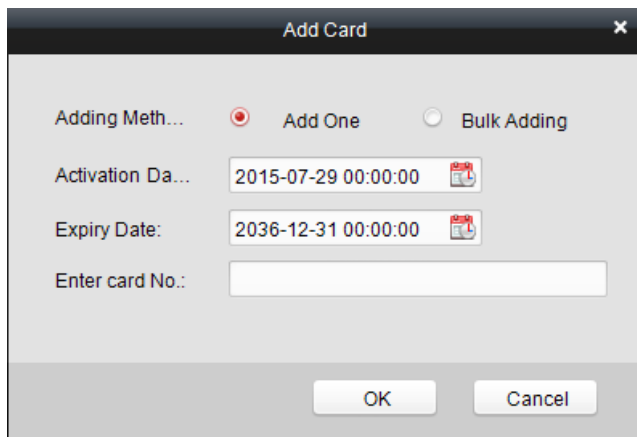 Add Card
Adding Meth... Add One Bulk Adding
Activation Da... 2015-07-29 00:00:00
Expiry Date: 2036-12-31 00:00:00
Enter card No.:
OK Cancel